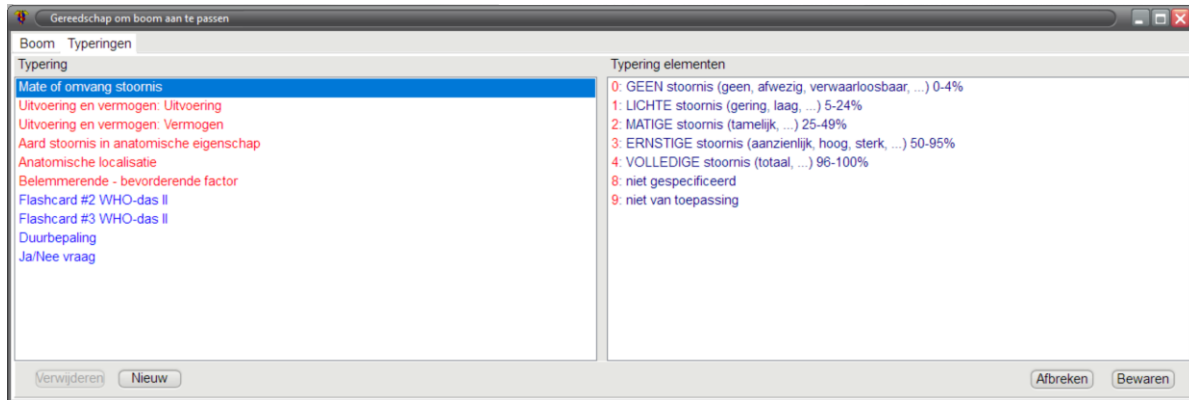 Gereedschap om boom aan te passen
Boom Typeringen
Typering
Mate of omvang stoornis
Uitvoering en vermogen: Uitvoering
Uitvoering en vermogen: Vermogen
Aard stoornis in anatomische eigenschap
Anatomische localisatie
Belemmerende - bevorderende factor
Flashcard #2 WHO-das II
Flashcard #3 WHO-das II
Duurbepaling
Ja/Nee vraag
Typering elementen
0: GEEN stoornis (geen, afwezig, verwaarloosbaar, ...) 0-4%
1: LICHTE stoornis (gering, laag, ...) 5-24%
2: MATIGE stoornis (tamelijk, ...) 25-49%
3: ERNSTIGE stoornis (aanzienlijk, hoog, sterk, ...) 50-95%
4: VOLLEDIGE stoornis (totaal, ...) 96-100%
8: niet gespecificeerd
9: niet van toepassing
Verwijderen Nieuw Afbreken Bewaren